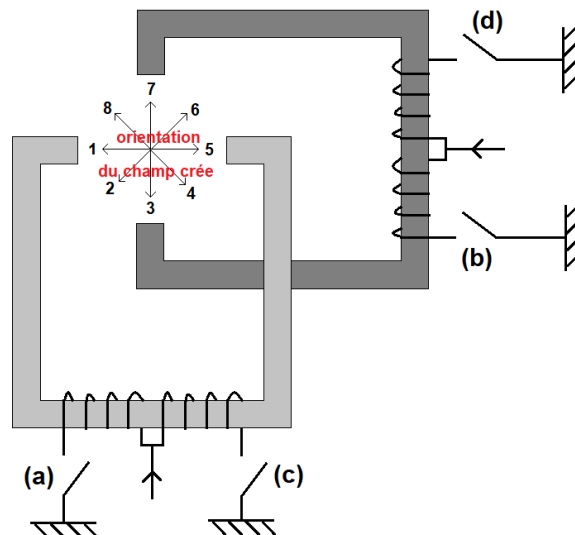 (d)
7
8 6
orientation
1 5
du champ crée
2 4
3
(b)
(a) (c)